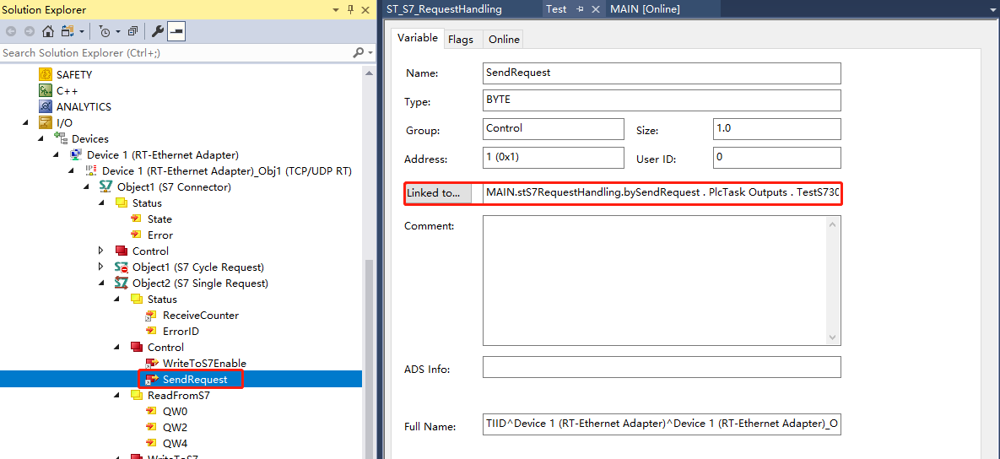 Solution Explorer
Search Solution Explorer (Ctrl+;)
SAFETY
C++
ANALYTICS
I/O
Devices
Device 1 (RT-Ethernet Adapter)
Device 1 (RT-Ethernet Adapter)_Obj1 (TCP/UDP RT)
Object1 (S7 Connector)
Status
State
Error
Control
Object1 (S7 Cycle Request)
Object2 (S7 Single Request)
Status
ReceiveCounter
ErrorID
Control
WriteToS7Enable
SendRequest
ReadFromS7
QW0
QW2
QW4
WriteToS7
ST_S7_RequestHandling
Test
MAIN [Online]
Variable
Flags
Online
Name:
SendRequest
Type:
BYTE
Group:
Control
Size:
1.0
Address:
1 (0x1)
User ID:
0
Linked to...
MAIN.stS7RequestHandling.bySendRequest . PlcTask Outputs . TestS730
Comment:
ADS Info:
Full Name:
TIID^Device 1 (RT-Ethernet Adapter)^Device 1 (RT-Ethernet Adapter)_O